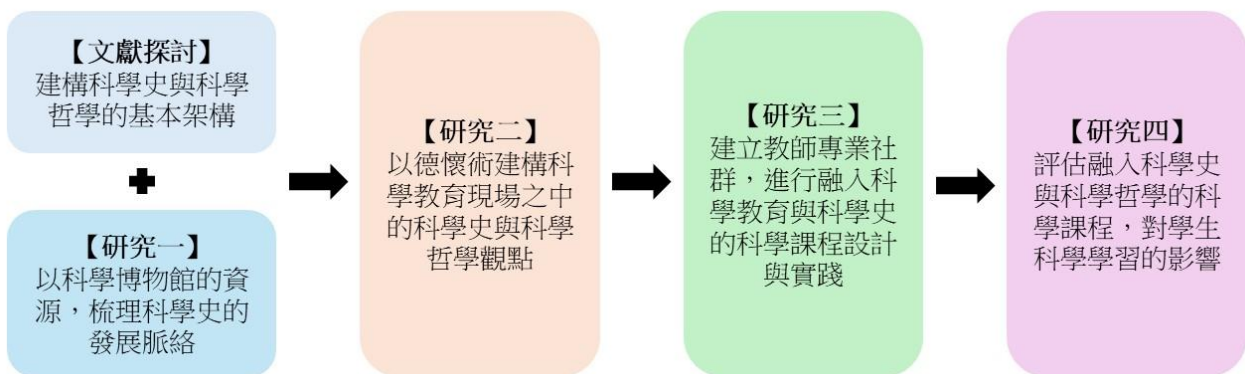 【文獻探討】
建構科學史與科學
哲學的基本架構
【研究一】
以科學博物館的資
源，梳理科學史的
發展脈絡
【研究二】
以德懷術建構科
學教育現場之中
的科學史與科學
哲學觀點
【研究三】
建立教師專業社
群，進行融入科
學教育與科學史
的科學課程設計
與實踐
【研究四】
評估融入科學史
與科學哲學的科
學課程，對學生
科學學習的影響